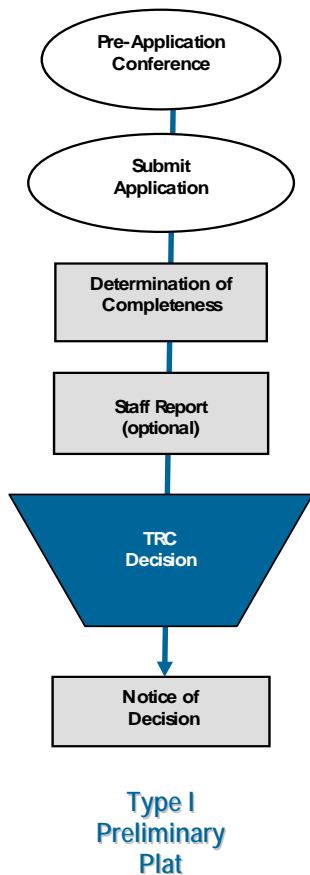 Pre-Application
Conference
Submit
Application
Determination of
Completeness
Staff Report
(optional)
TRC
Decision
Notice of
Decision
Type I
Preliminary
Plat